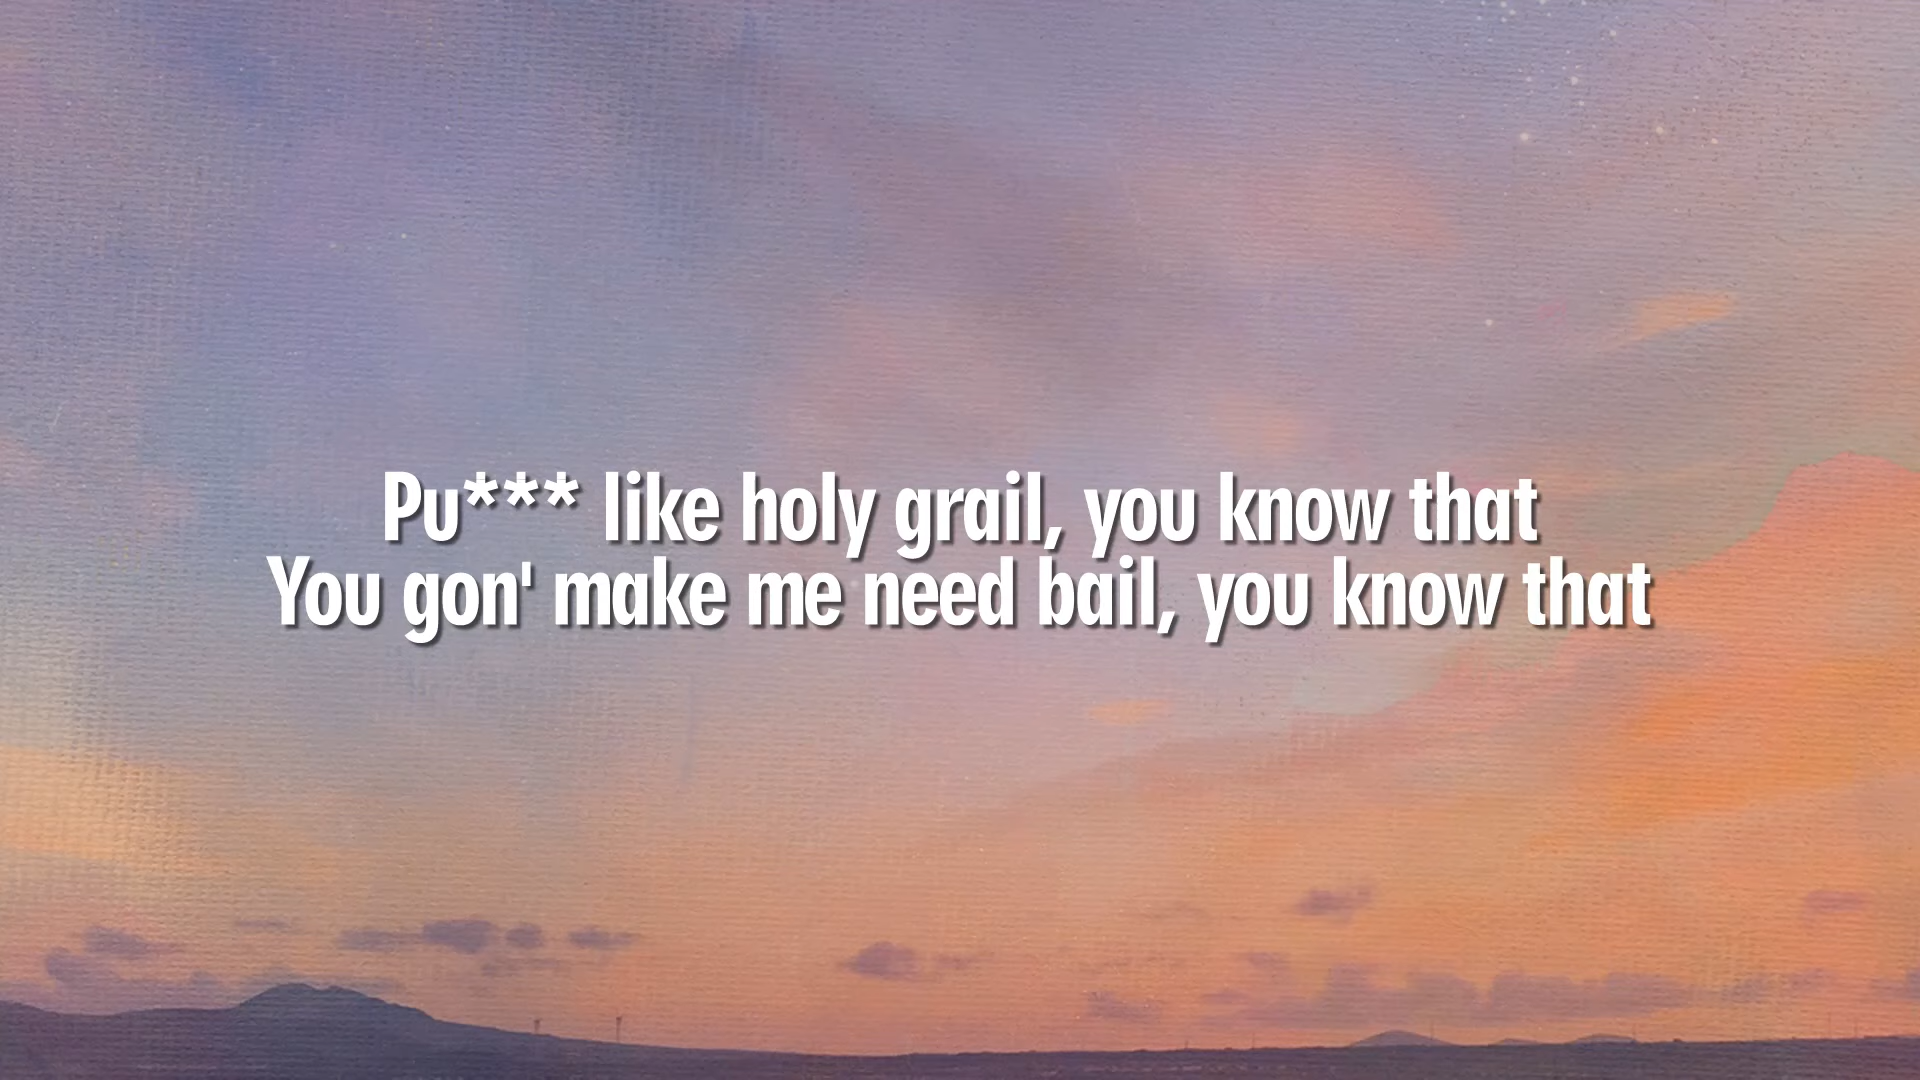 Pu*** like holy grail, you know that
You gon' make me need bail, you know that